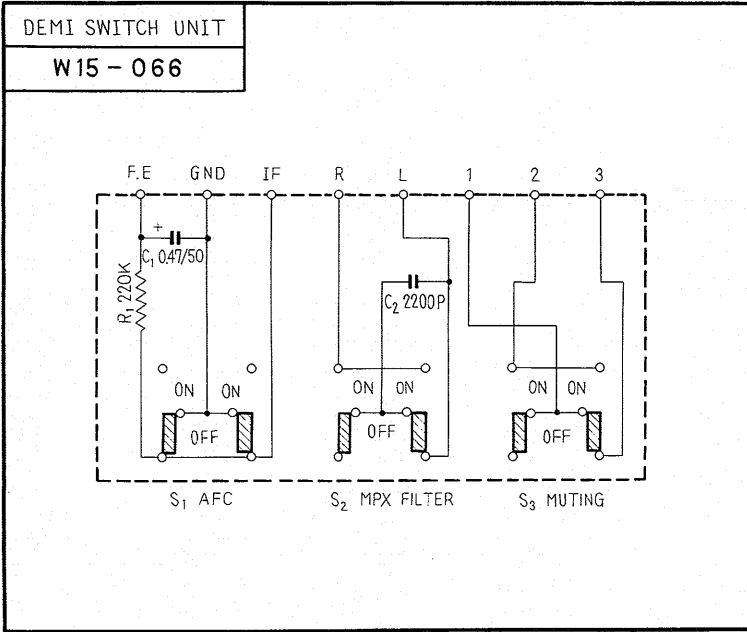 DEMI SWITCH UNIT
W15-066
F.E GND IF R L 1 2 3
+
C1 0.47/50
R1 220K
C2 2200P
ON ON ON ON ON ON
OFF OFF OFF
S1 AFC S2 MPX FILTER S3 MUTING